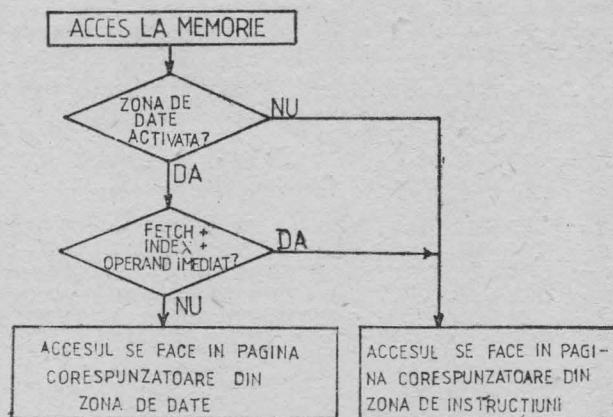 ACCES LA MEMORIE
ZONA DE
DATE
ACTIVATA?
NU
DA
FETCH +
INDEX +
OPERAND IMEDIAT?
DA
NU
ACCESUL SE FACE IN PAGINA
CORESPUNZATOARE DIN
ZONA DE DATE
ACCESUL SE FACE IN PAGI-
NA CORESPUNZATOARE DIN
ZONA DE INSTRUCTIUNI